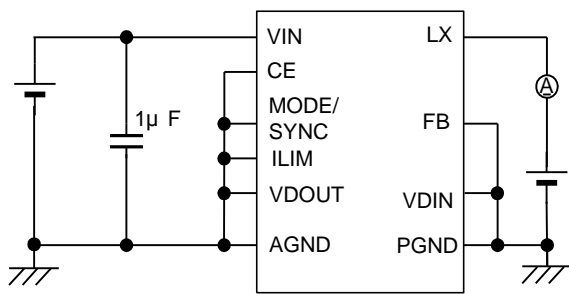 VIN LX
CE
1μ F MODE/
SYNC FB
ILIM
VDOUT VDIN
AGND PGND
A